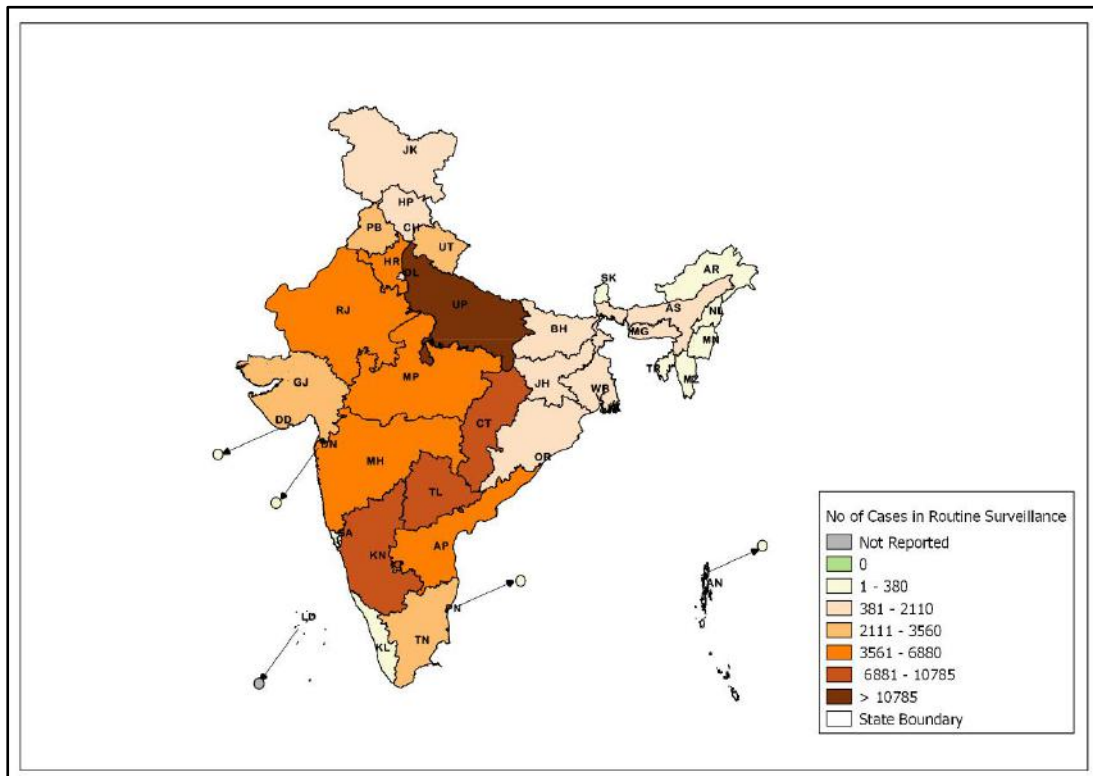 JK
HP
CH
PB
UT
HR
DL
RJ
UP
SK
AR
AS
NL
BH
MG
MN
TR
MZ
GJ
MP
JH
WB
CT
DD
DN
MH
OR
TL
KN
AP
AN
LD
PN
TN
KL
No of Cases in Routine Surveillance
Not Reported
0
1 - 380
381 - 2110
2111 - 3560
3561 - 6880
6881 - 10785
> 10785
State Boundary